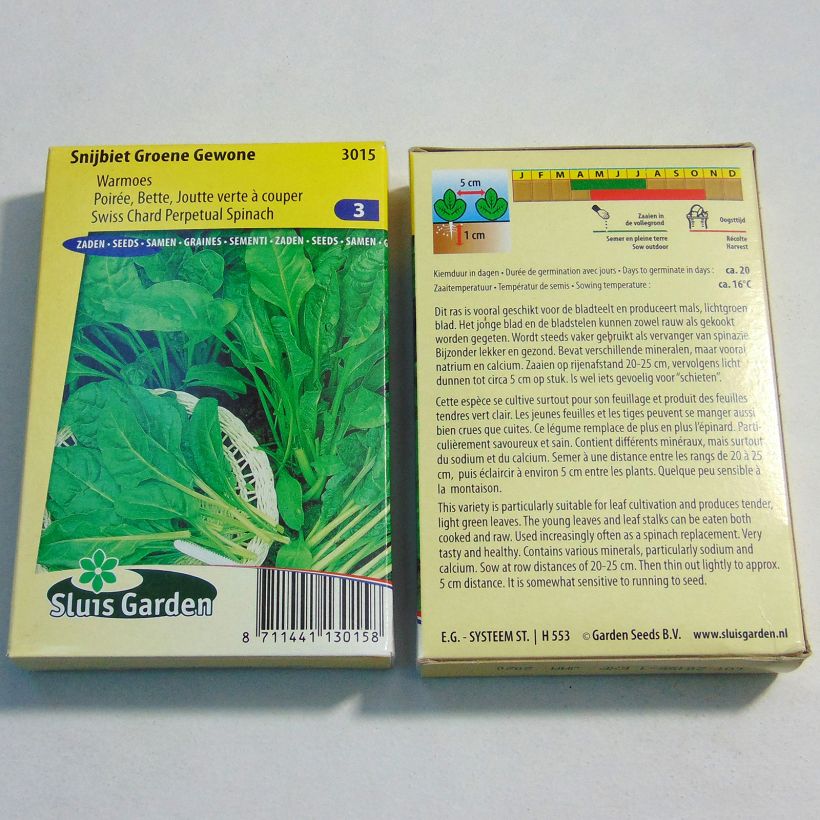 Snijbiet Groene Gewone 3015
Warmoes
Poirée, Bette, Joutte verte à couper
Swiss Chard Perpetual Spinach
3
ZADEN • SEEDS • SAMEN • GRAINES • SEMENTI • ZADEN • SEEDS • SAMEN • G
Sluis Garden
8 711441 130158
5 cm
1 cm
J F M A M J J A S O N D
Zaaien in de vollegrond
Semer en pleine terre
Sow outdoor
Oogsttijd
Récolte
Harvest
Kiemduur in dagen • Durée de germination avec jours • Days to germinate in days : ca. 20
Zaaitemperatuur • Températur de semis • Sowing temperature : ca. 16°C
Dit ras is vooral geschikt voor de bladteelt en produceert mals, lichtgroen
blad. Het jonge blad en de bladstelen kunnen zowel rauw als gekookt
worden gegeten. Wordt steeds vaker gebruikt als vervanger van spinazie.
Bijzonder lekker en gezond. Bevat verschillende mineralen, maar vooral
natrium en calcium. Zaaien op rijenafstand 20-25 cm, vervolgens licht
dunnen tot circa 5 cm op stuk. Is wel iets gevoelig voor "schieten".
Cette espèce se cultive surtout pour son feuillage et produit des feuilles
tendres vert clair. Les jeunes feuilles et les tiges peuvent se manger aussi
bien crues que cuites. Ce légume remplace de plus en plus l'épinard. Parti-
culièrement savoureux et sain. Contient différents minéraux, mais surtout
du sodium et du calcium. Semer à une distance entre les rangs de 20 à 25
cm, puis éclaircir à environ 5 cm entre les plants. Quelque peu sensible à
la montaison.
This variety is particularly suitable for leaf cultivation and produces tender,
light green leaves. The young leaves and leaf stalks can be eaten both
cooked and raw. Used increasingly often as a spinach replacement. Very
tasty and healthy. Contains various minerals, particularly sodium and
calcium. Sow at row distances of 20-25 cm. Then thin out lightly to approx.
5 cm distance. It is somewhat sensitive to running to seed.
E.G. - SYSTEEM ST. | H 553 © Garden Seeds B.V. www.sluisgarden.nl